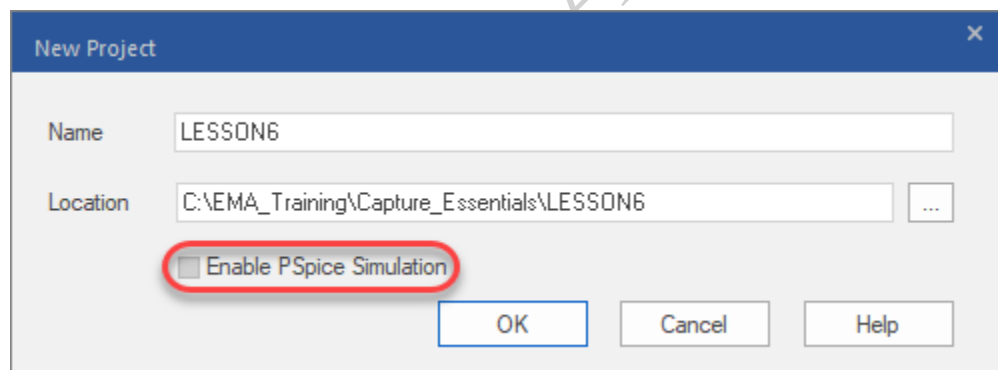 New Project
Name LESSON6
Location C:\EMA_Training\Capture_Essentials\LESSON6 ...
Enable PSpice Simulation
OK Cancel Help